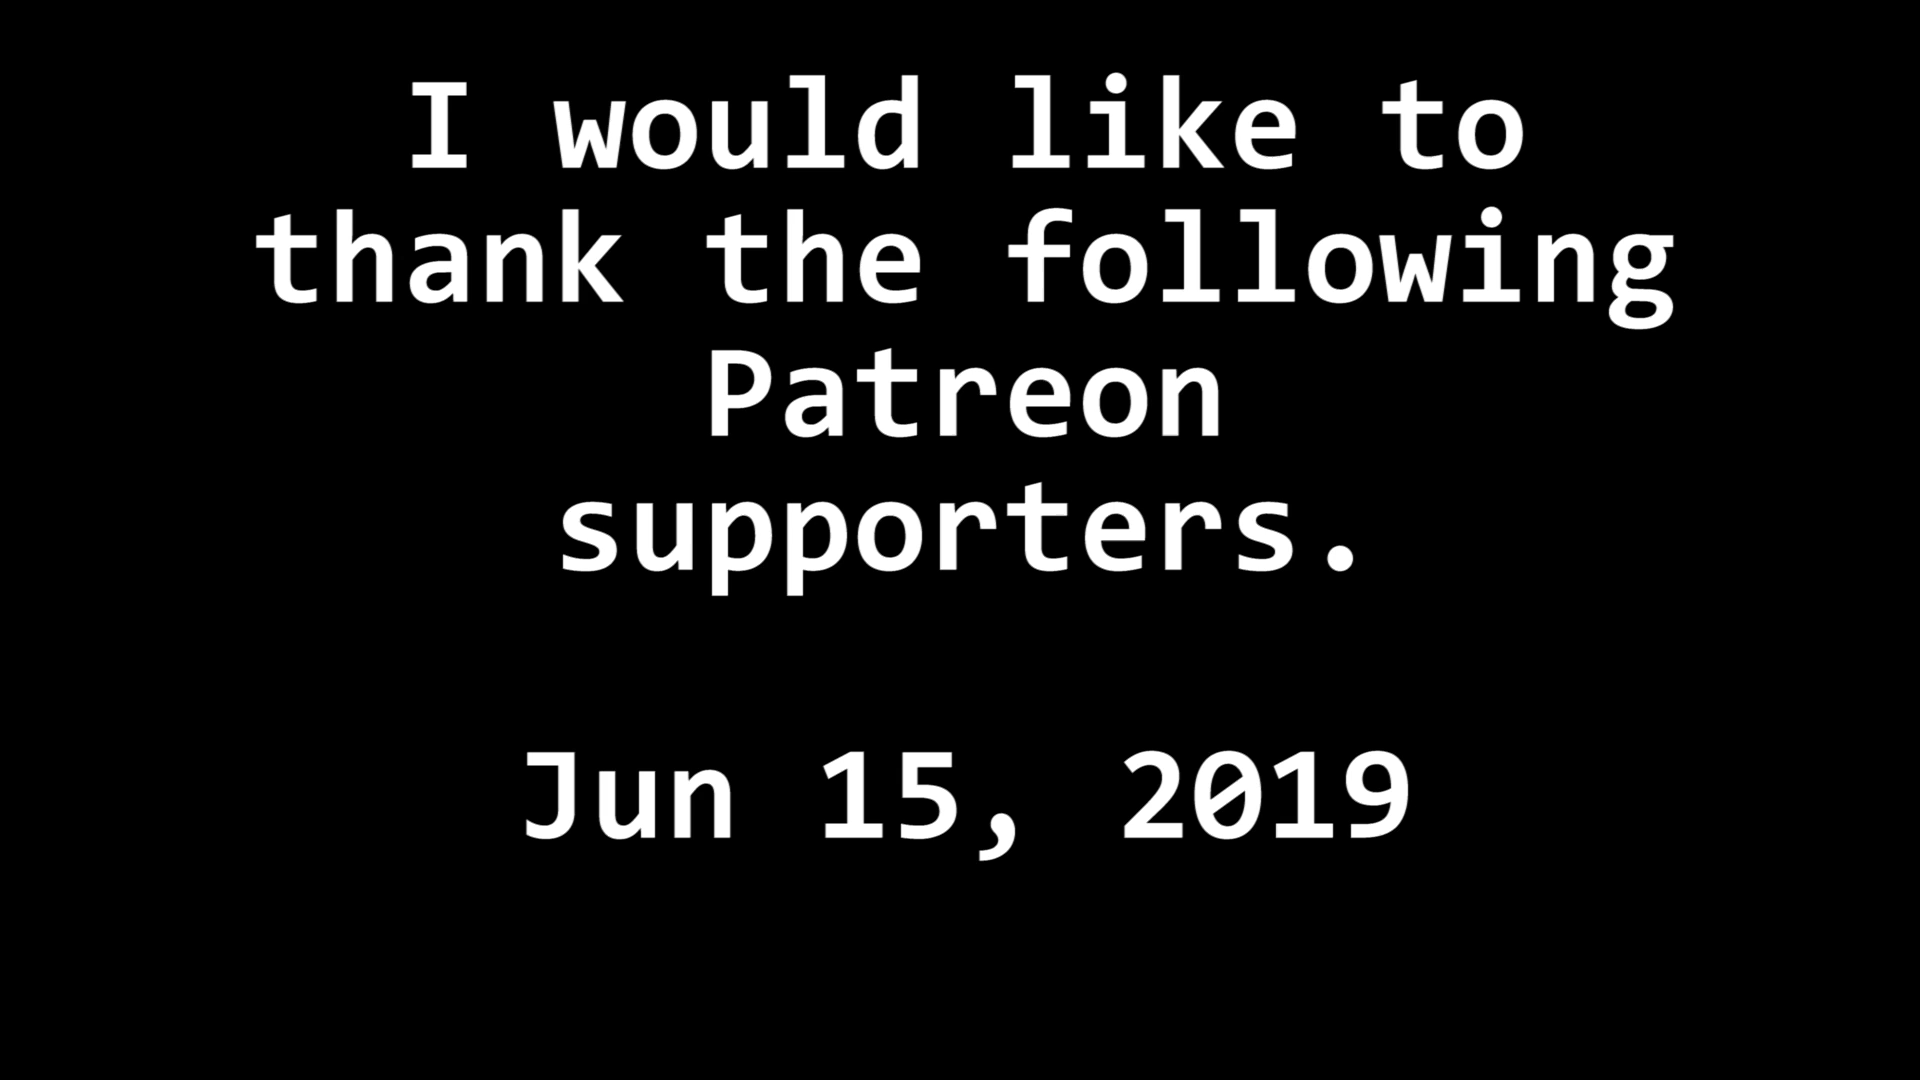 I would like to
thank the following
Patreon
supporters.
Jun 15, 2019